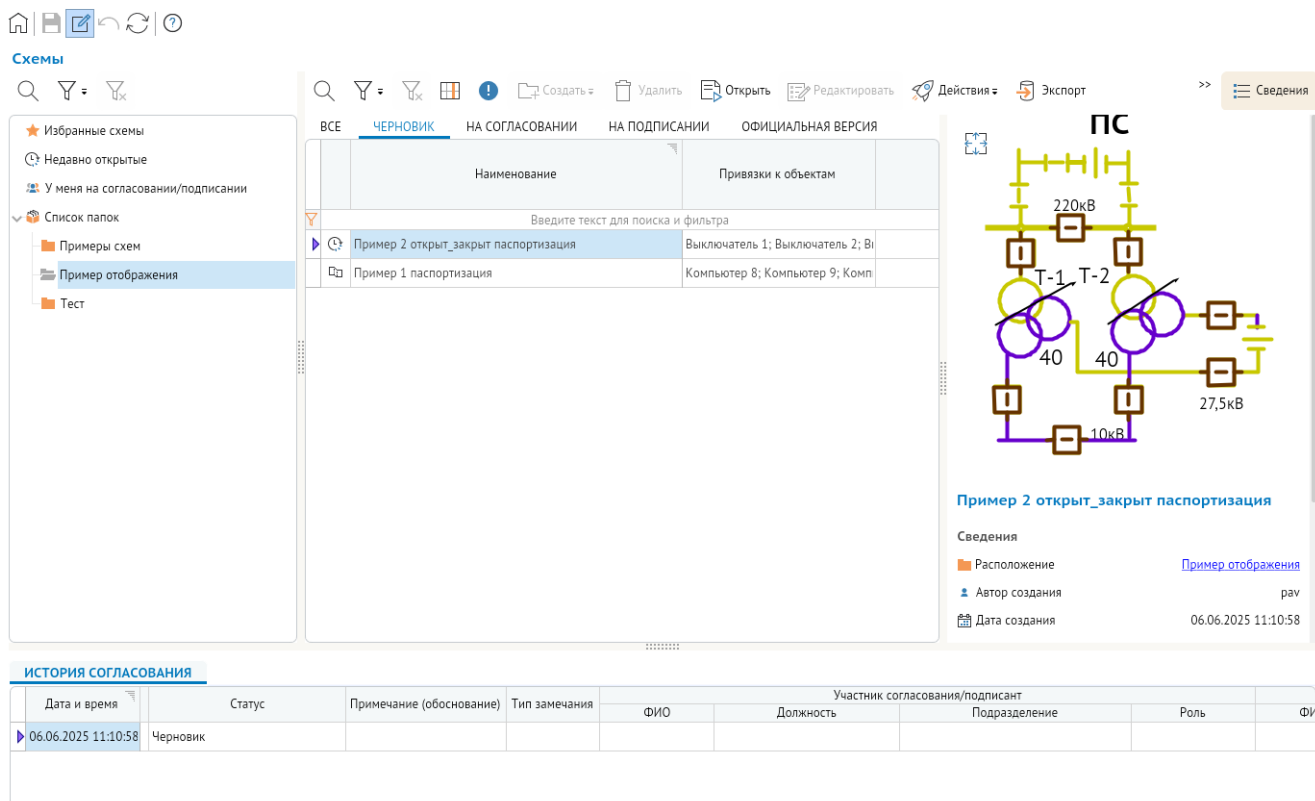 Схемы
Создать
Удалить
Открыть
Редактировать
Действия
Экспорт
>>
Сведения
Избранные схемы
Недавно открытые
У меня на согласовании/подписании
Список папок
Примеры схем
Пример отображения
Тест
ВСЕ ЧЕРНОВИК НА СОГЛАСОВАНИИ НА ПОДПИСАНИИ ОФИЦИАЛЬНАЯ ВЕРСИЯ
Наименование Привязки к объектам
Введите текст для поиска и фильтра
Пример 2 открыт_закрыт паспортизация Выключатель 1; Выключатель 2; В
Пример 1 паспортизация Компьютер 8; Компьютер 9; Комп
ПС
220кВ
Т-1 Т-2
40 40
27,5кВ
10кВ
Пример 2 открыт_закрыт паспортизация
Сведения
Расположение Пример отображения
Автор создания pav
Дата создания 06.06.2025 11:10:58
ИСТОРИЯ СОГЛАСОВАНИЯ
Дата и время Статус Примечание (обоснование) Тип замечания Участник согласования/подписант
ФИО Должность Подразделение Роль ФИ
06.06.2025 11:10:58 Черновик